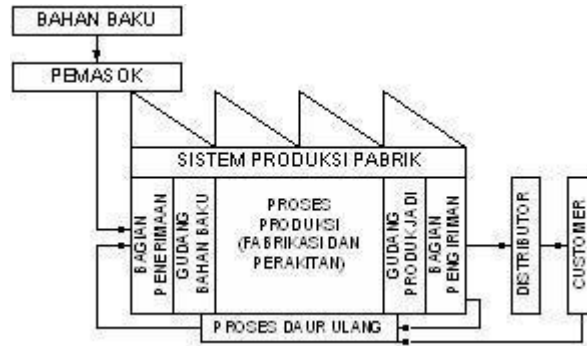 BAHAN BAKU
PEMASOK
SISTEM PRODUKSI PABRIK
BAGIAN
PENERIMAAN
GUDANG
BAHAN BAKU
PROSES
PRODUKSI
(FABRIKASI DAN
PERAKITAN)
GUDANG
PRODUK JADI
BAGIAN
PENGIRIMAN
DISTRIBUTOR
CUSTOMER
PROSES DAUR ULANG